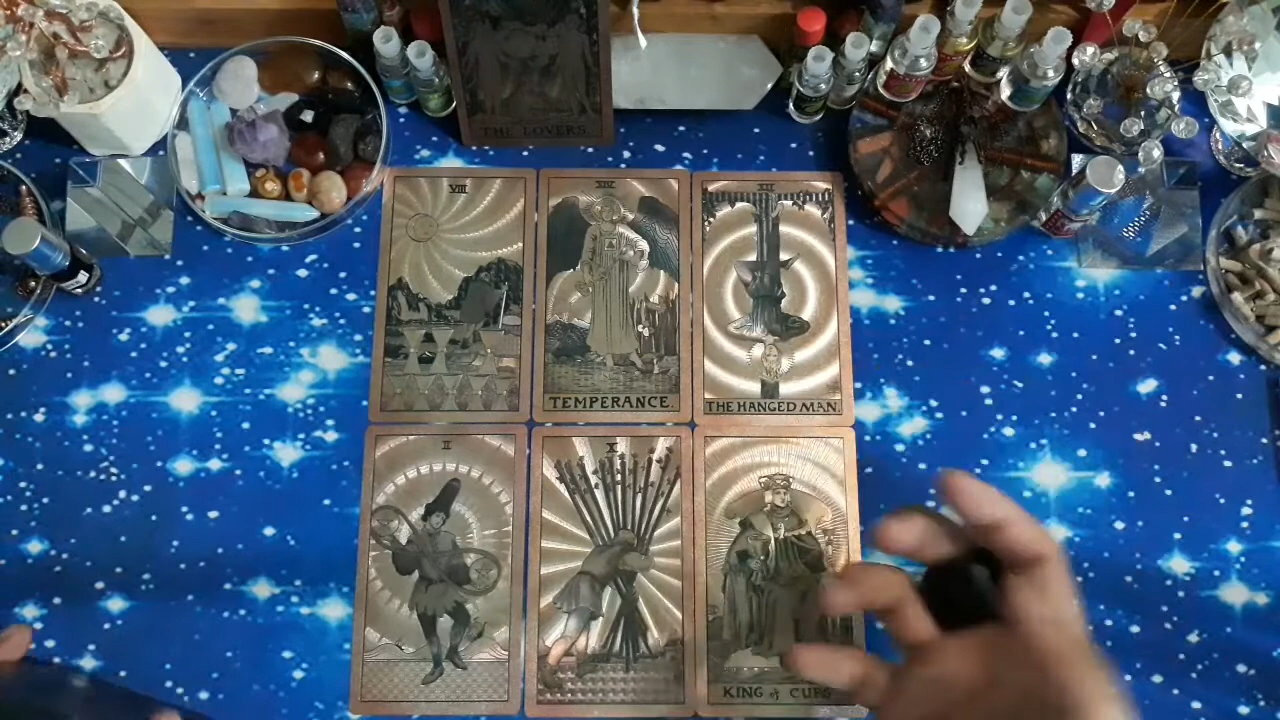 THE LOVERS.
VIII
XIV
XII
TEMPERANCE.
THE HANGED MAN.
II
X
KING of CUPS